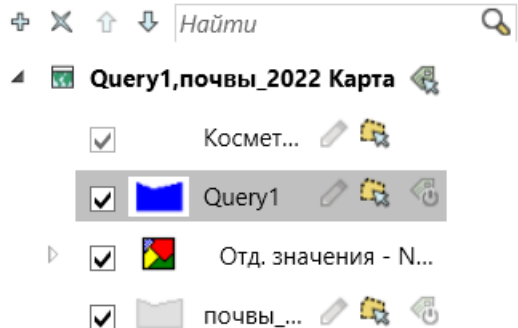 Найти
Query1,почвы_2022 Карта
Космет...
Query1
Отд. значения - N...
почвы_...